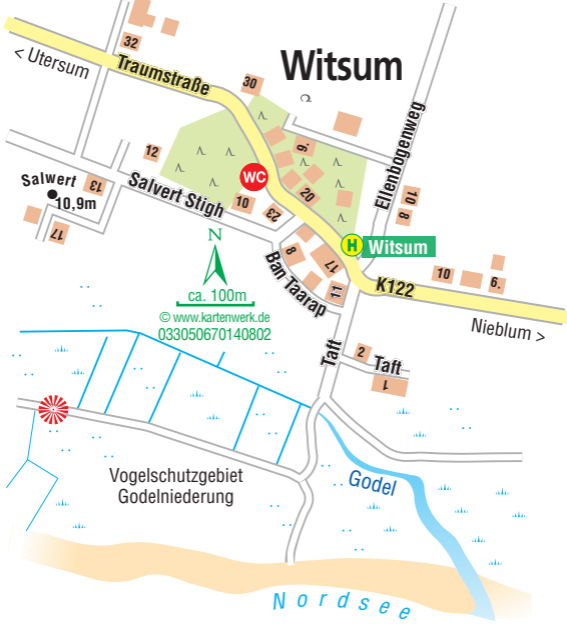 32
< Utersum
Traumstraße
Witsum
30
Ellenbogenweg
9.
12
WC
Salwert
10,9m
13
17
Salvert Stigh
10
23
20
10
8
N
ca. 100m
© www.kartenwerk.de
033050670140802
8
17
11
Ban Taarap
H
Witsum
K122
10
6.
Nieblum >
Taft
2
Taft
1
Vogelschutzgebiet
Godelniederung
Godel
Nordsee